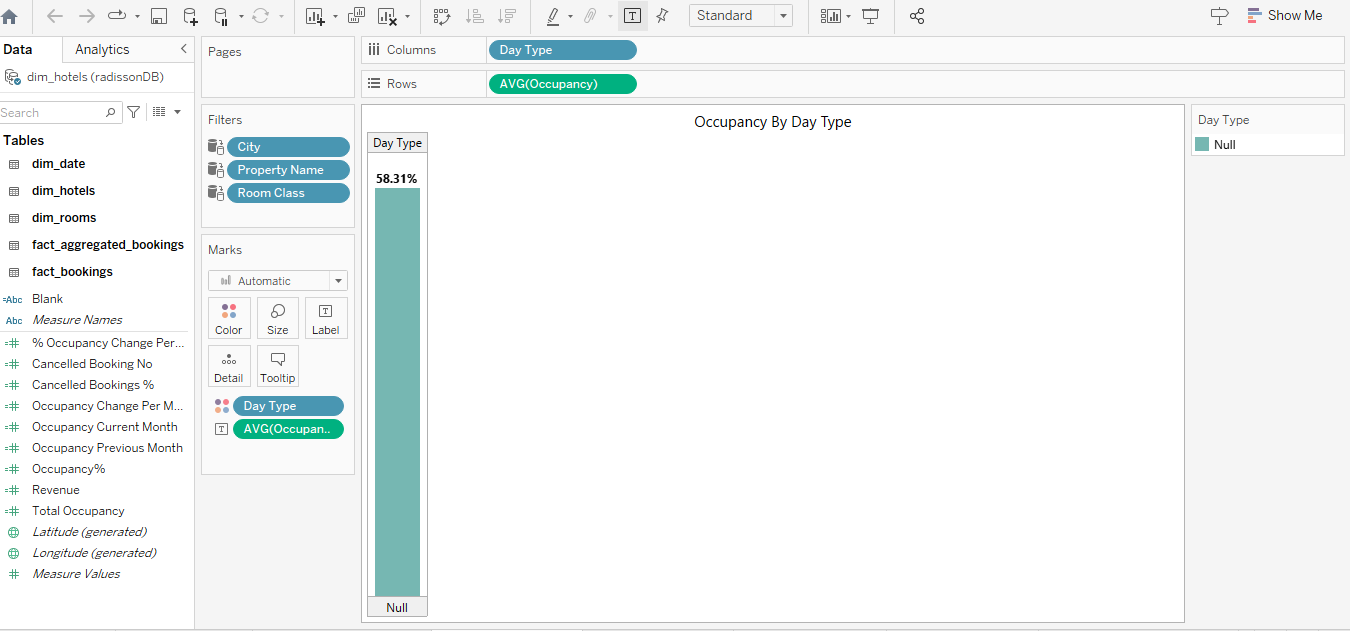 Standard
Show Me
Data
Analytics
dim_hotels (radissonDB)
Search
Tables
dim_date
dim_hotels
dim_rooms
fact_aggregated_bookings
fact_bookings
=Abc Blank
Abc Measure Names
% Occupancy Change Per...
Cancelled Booking No
Cancelled Bookings %
Occupancy Change Per M...
Occupancy Current Month
Occupancy Previous Month
Occupancy%
Revenue
Total Occupancy
Latitude (generated)
Longitude (generated)
Measure Values
Pages
Filters
City
Property Name
Room Class
Marks
Automatic
Color
Size
T
Label
Detail
Tooltip
Day Type
T
AVG(Occupan..
Columns
Day Type
Rows
AVG(Occupancy)
Occupancy By Day Type
Day Type
58.31%
Null
Day Type
Null